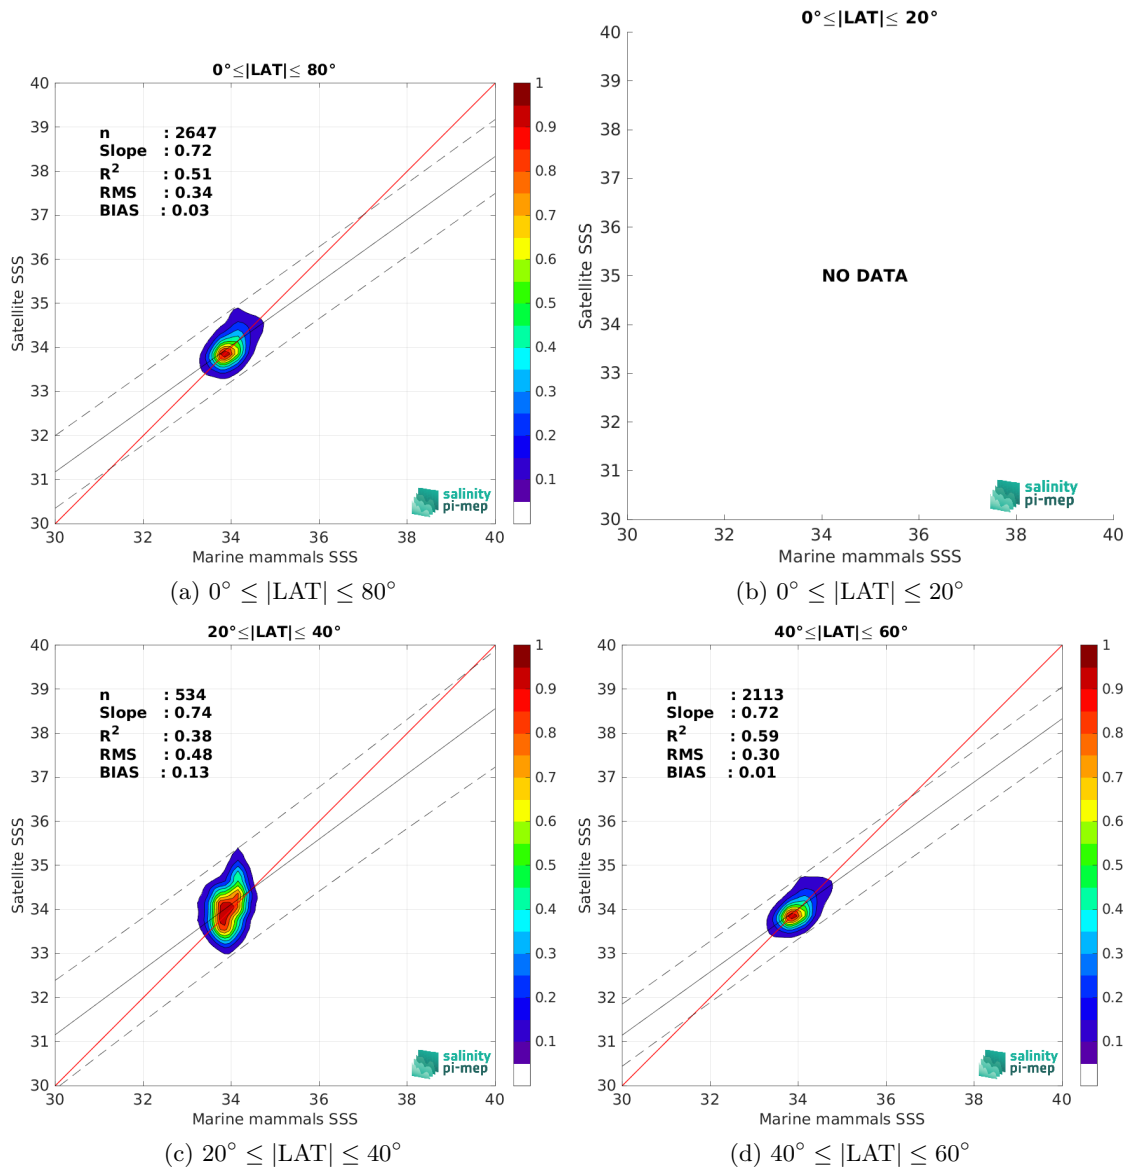 0°≤|LAT|≤ 80°
40
39
38
37
36
35
34
33
32
31
30
Satellite SSS
n : 2647
Slope : 0.72
R² : 0.51
RMS : 0.34
BIAS : 0.03
salinity
pi-mep
30 32 34 36 38 40
Marine mammals SSS
1
0.9
0.8
0.7
0.6
0.5
0.4
0.3
0.2
0.1
(a) 0° ≤ |LAT| ≤ 80°
0°≤|LAT|≤ 20°
40
39
38
37
36
35
34
33
32
31
30
Satellite SSS
NO DATA
salinity
pi-mep
30 32 34 36 38 40
Marine mammals SSS
(b) 0° ≤ |LAT| ≤ 20°
20°≤|LAT|≤ 40°
40
39
38
37
36
35
34
33
32
31
30
Satellite SSS
n : 534
Slope : 0.74
R² : 0.38
RMS : 0.48
BIAS : 0.13
salinity
pi-mep
30 32 34 36 38 40
Marine mammals SSS
1
0.9
0.8
0.7
0.6
0.5
0.4
0.3
0.2
0.1
(c) 20° ≤ |LAT| ≤ 40°
40°≤|LAT|≤ 60°
40
39
38
37
36
35
34
33
32
31
30
Satellite SSS
n : 2113
Slope : 0.72
R² : 0.59
RMS : 0.30
BIAS : 0.01
salinity
pi-mep
30 32 34 36 38 40
Marine mammals SSS
1
0.9
0.8
0.7
0.6
0.5
0.4
0.3
0.2
0.1
(d) 40° ≤ |LAT| ≤ 60°